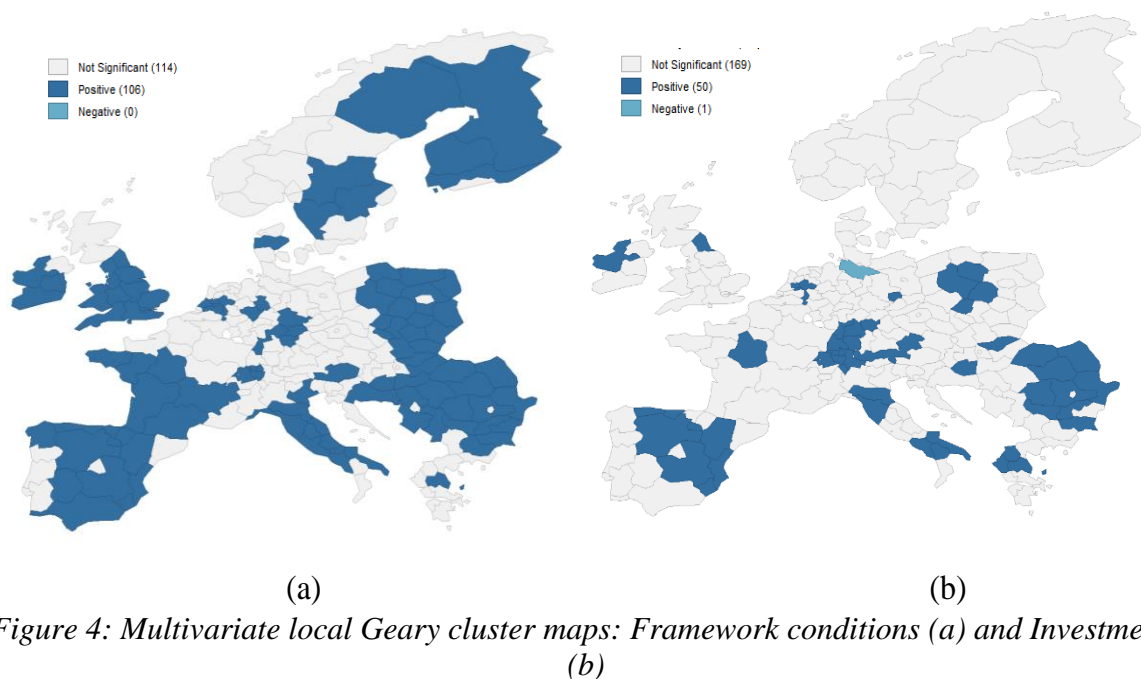 Not Significant (114)
Positive (106)
Negative (0)
Not Significant (169)
Positive (50)
Negative (1)
(a) (b)
Figure 4: Multivariate local Geary cluster maps: Framework conditions (a) and
(b)